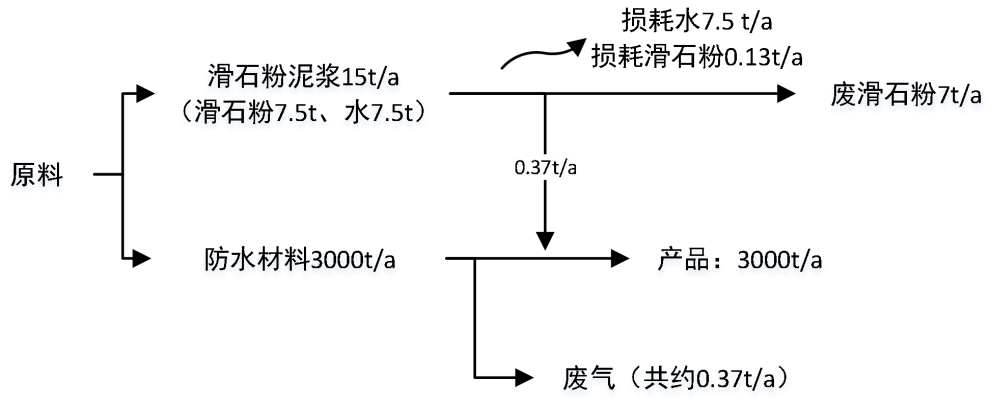 损耗水7.5 t/a
损耗滑石粉0.13t/a
滑石粉泥浆15t/a
（滑石粉7.5t、水7.5t）
废滑石粉7t/a
原料
0.37t/a
防水材料3000t/a
产品：3000t/a
废气（共约0.37t/a）